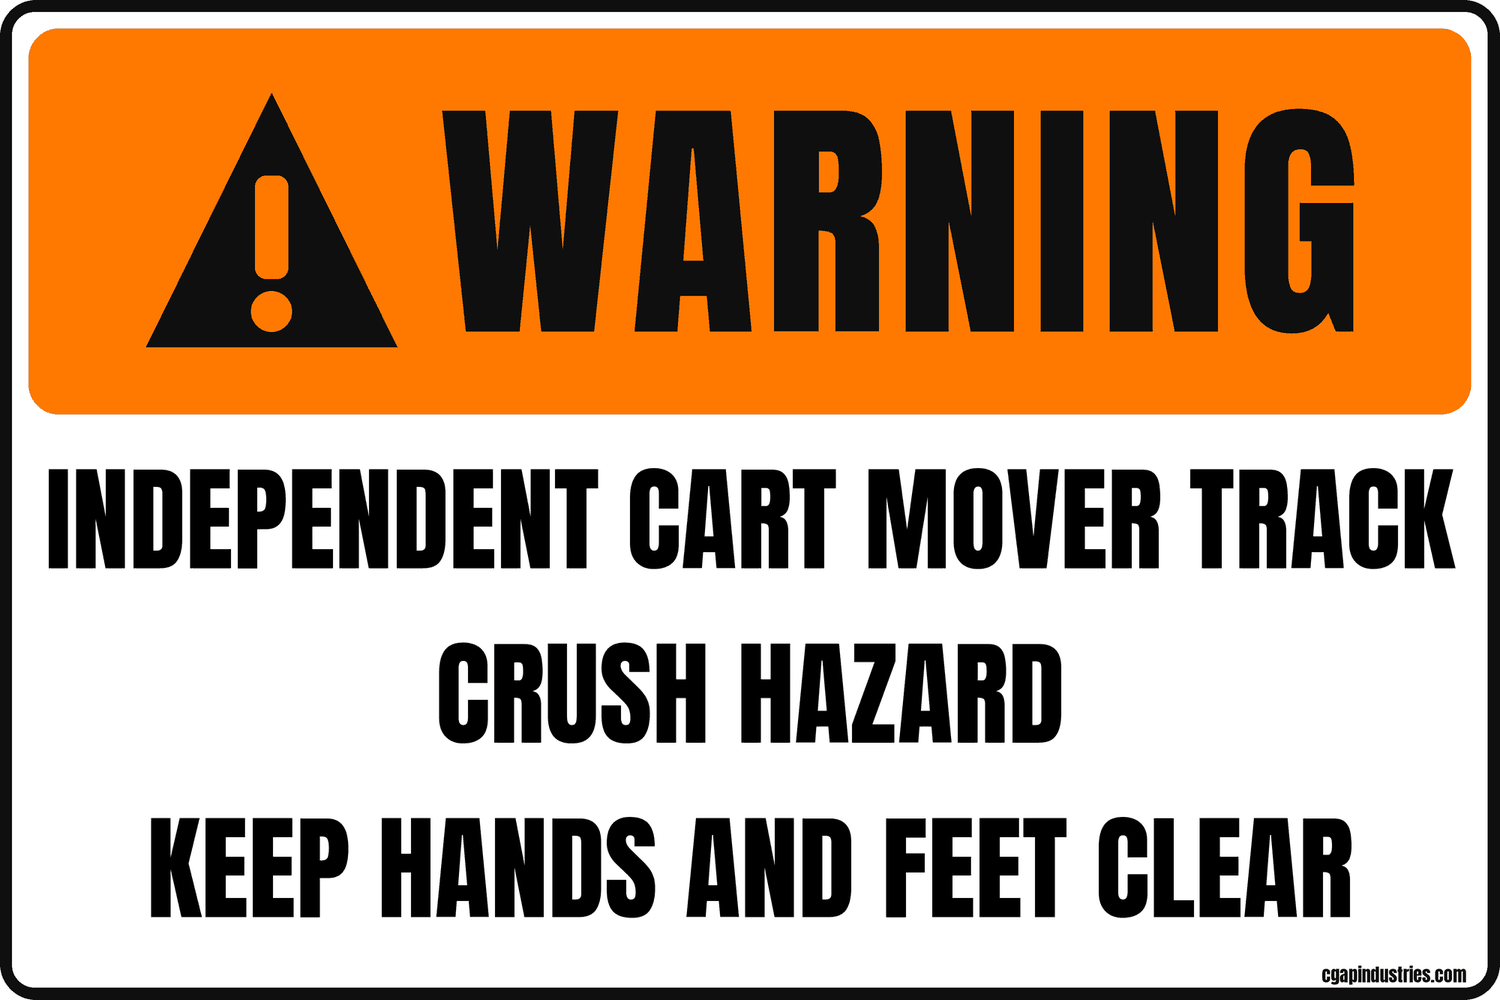 WARNING
INDEPENDENT CART MOVER TRACK
CRUSH HAZARD
KEEP HANDS AND FEET CLEAR
cgapindustries.com